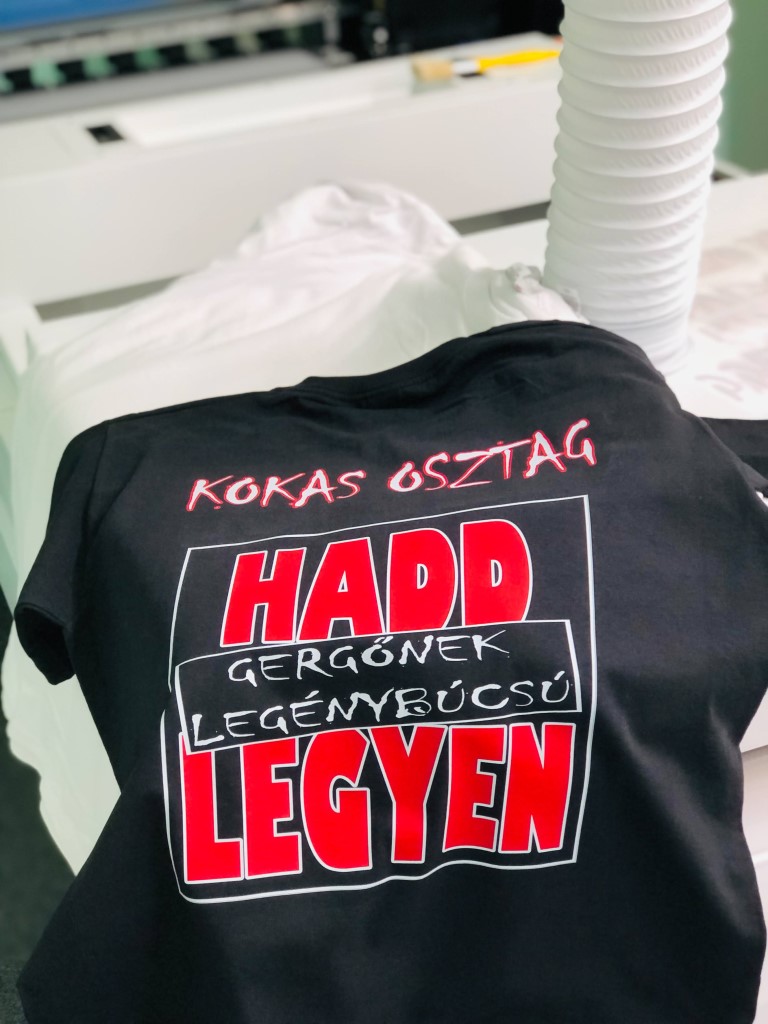 KOKAS OSZTAG
HADD
GERGŐNEK
LEGÉNYBÚCSÚ
LEGYEN